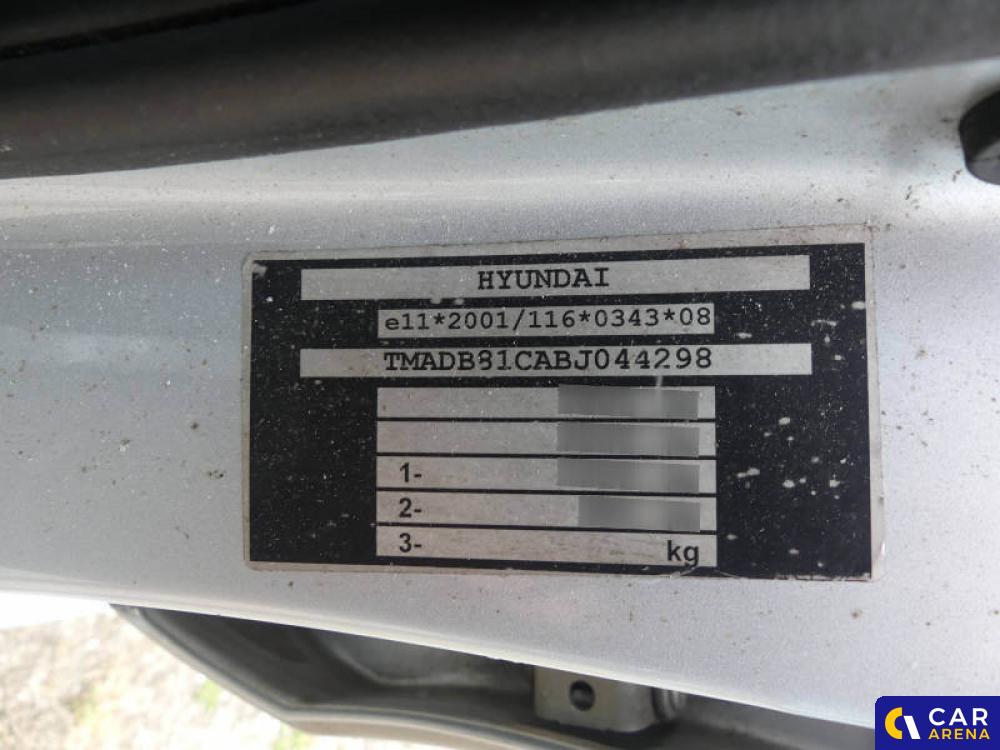 HYUNDAI
e11*2001/116*0343*08
TMADB81CABJ044298
1-
2-
3- kg
CAR
ARENA